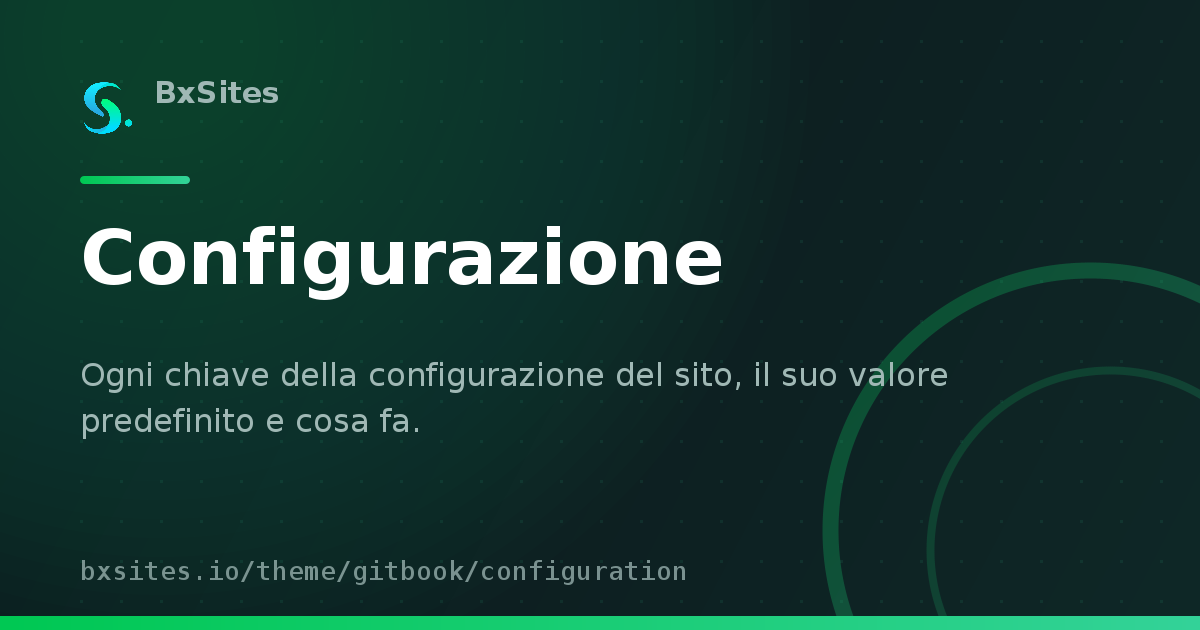 BxSites
Configurazione
Ogni chiave della configurazione del sito, il suo valore
predefinito e cosa fa.
bxsites.io/theme/gitbook/configuration